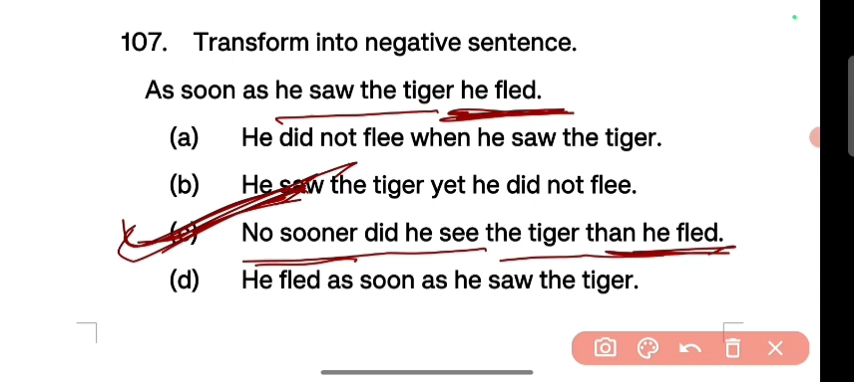 107. Transform into negative sentence.
As soon as he saw the tiger he fled.
(a) He did not flee when he saw the tiger.
(b) He saw the tiger yet he did not flee.
(c) No sooner did he see the tiger than he fled.
(d) He fled as soon as he saw the tiger.